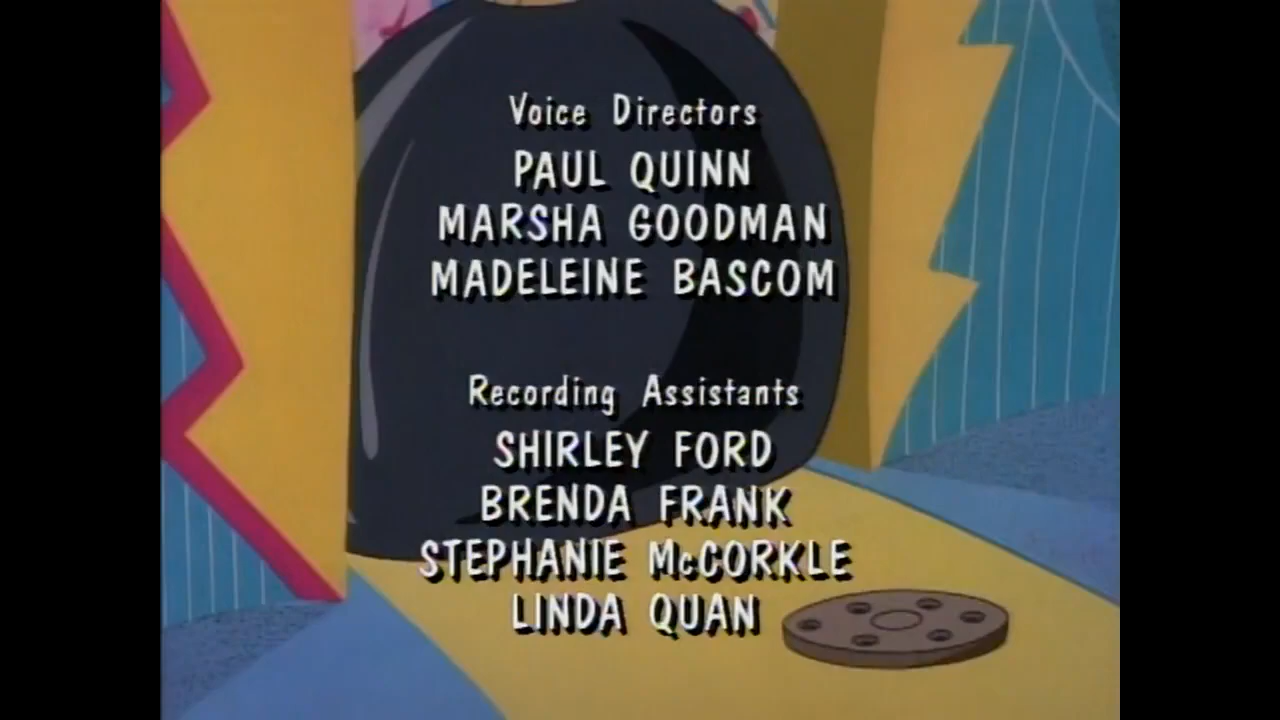 Voice Directors
PAUL QUINN
MARSHA GOODMAN
MADELEINE BASCOM
Recording Assistants
SHIRLEY FORD
BRENDA FRANK
STEPHANIE McCORKLE
LINDA QUAN